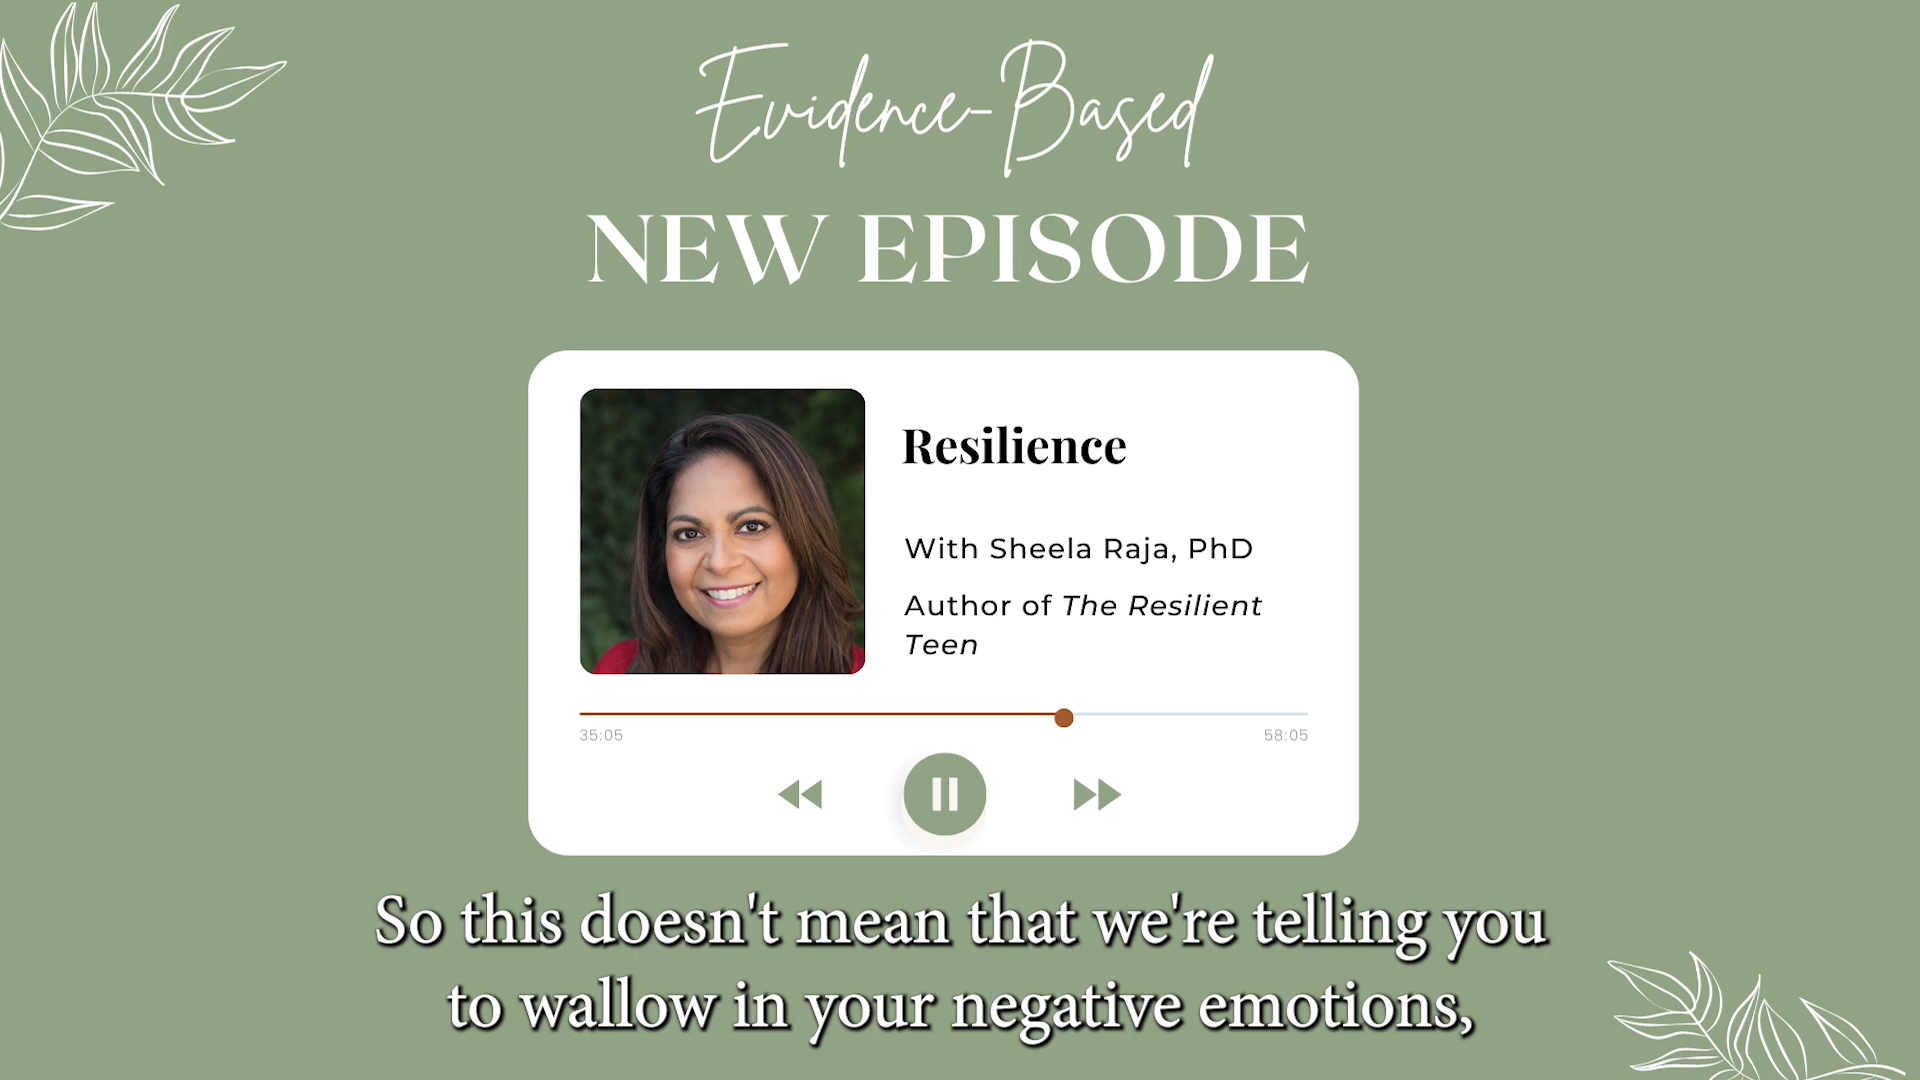 Evidence-Based
NEW EPISODE
Resilience
With Sheela Raja, PhD
Author of The Resilient
Teen
35:05
58:05
So this doesn't mean that we're telling you
to wallow in your negative emotions,